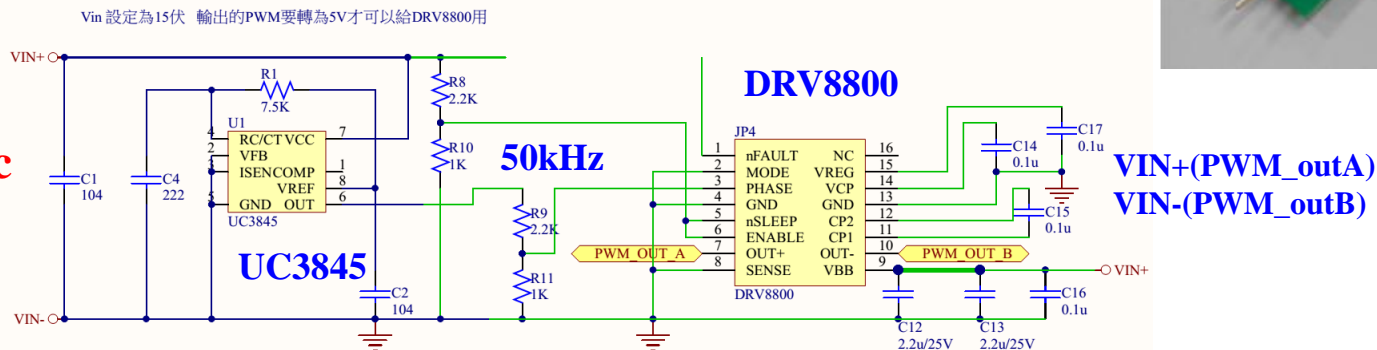 Vin 設定為15伏 輸出的PWM要轉為5V才可以給DRV8800用
VIN+
R1
7.5K
R8
2.2K
DRV8800
U1
4 RC/CT VCC 7
2 VFB
3 ISEN COMP 1
VREF 8
5 GND OUT 6
UC3845
R10
1K
50kHz
JP4
1 nFAULT NC 16
2 MODE VREG 15
3 PHASE VCP 14
4 GND GND 13
5 nSLEEP CP2 12
6 ENABLE CP1 11
7 OUT+ OUT- 10
8 SENSE VBB 9
DRV8800
C17
0.1u
C14
0.1u
C15
0.1u
VIN+(PWM_outA)
VIN-(PWM_outB)
c
C1
104
C4
222
UC3845
R9
2.2K
R11
1K
PWM_OUT_A
PWM_OUT_B
VIN+
C2
104
C16
0.1u
C12
2.2u/25V
C13
2.2u/25V
VIN-